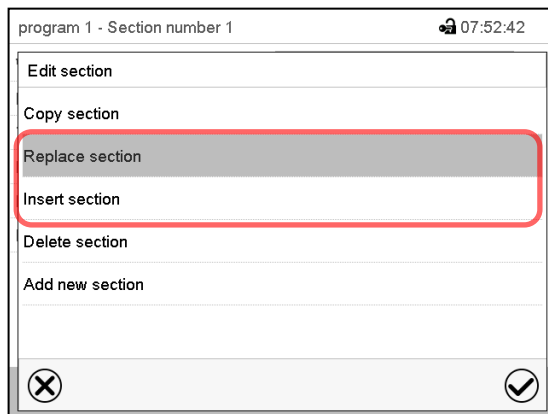 program 1 - Section number 1 07:52:42
Edit section
Copy section
Replace section
Insert section
Delete section
Add new section